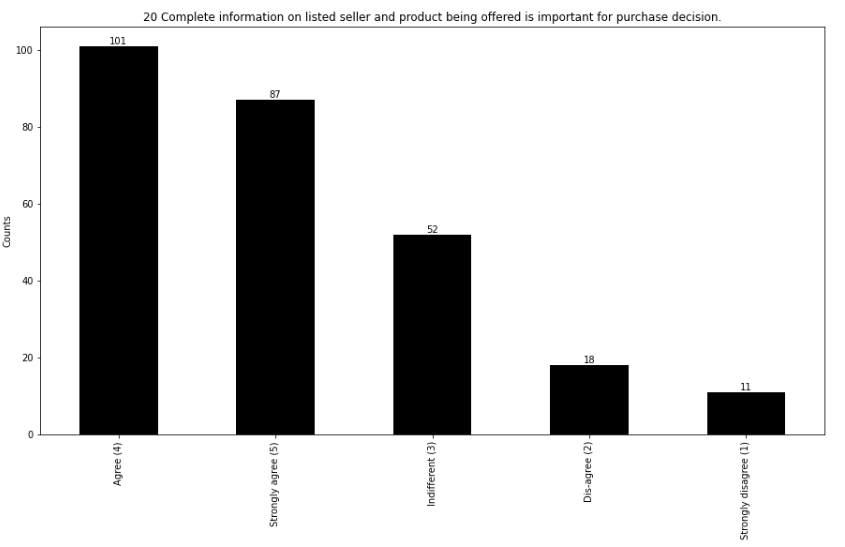 20 Complete information on listed seller and product being offered is important for purchase decision.
101
87
52
18
11
100
80
60
40
20
0
Counts
Agree (4)
Strongly agree (5)
Indifferent (3)
Dis-agree (2)
Strongly disagree (1)